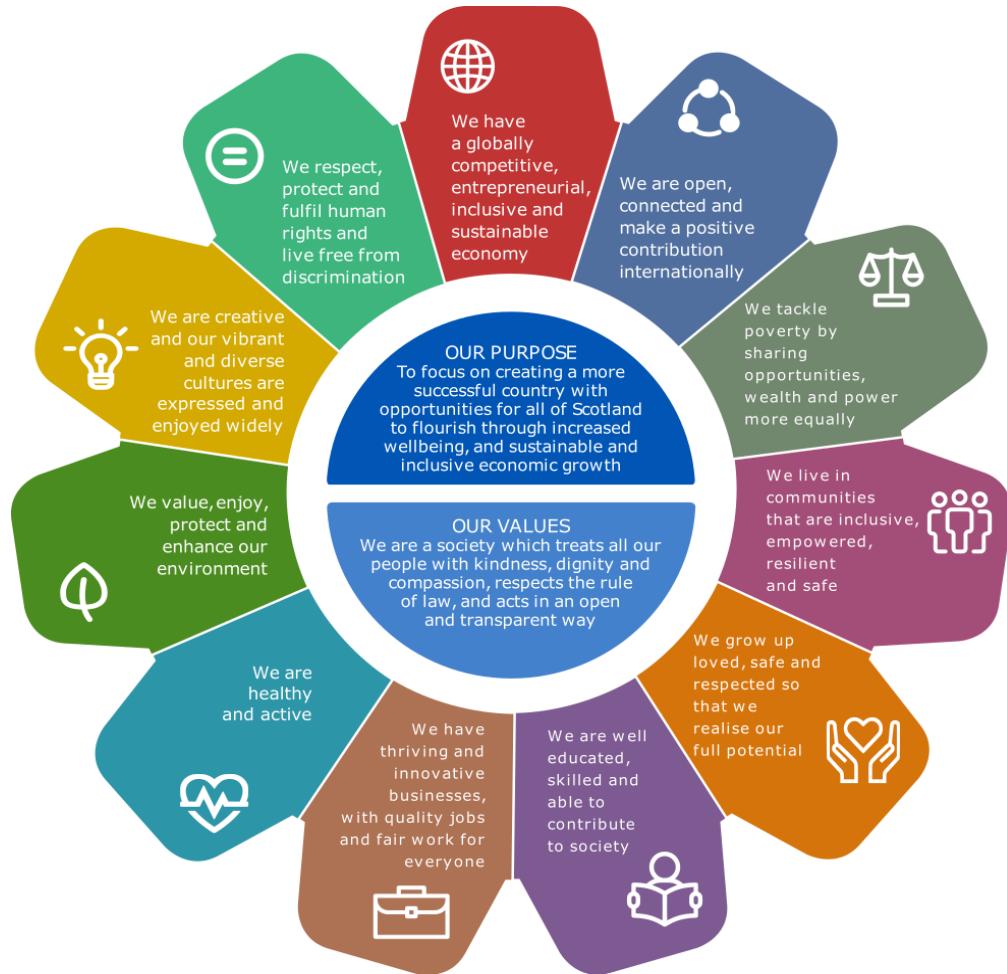 We have
a globally
competitive,
entrepreneurial,
inclusive and
sustainable
economy
We are open,
connected and
make a positive
contribution
internationally
We tackle
poverty by
sharing
opportunities,
wealth and power
more equally
We live in
communities
that are inclusive,
empowered,
resilient
and safe
We grow up
loved, safe and
respected so
that we
realise our
full potential
We are well
educated,
skilled and
able to
contribute
to society
We have
thriving and
innovative
businesses,
with quality jobs
and fair work for
everyone
We are
healthy
and active
We value, enjoy,
protect and
enhance our
environment
We are creative
and our vibrant
and diverse
cultures are
expressed and
enjoyed widely
We respect,
protect and
fulfil human
rights and
live free from
discrimination
OUR PURPOSE
To focus on creating a more
successful country with
opportunities for all of Scotland
to flourish through increased
wellbeing, and sustainable and
inclusive economic growth
OUR VALUES
We are a society which treats all our
people with kindness, dignity and
compassion, respects the rule
of law, and acts in an open
and transparent way